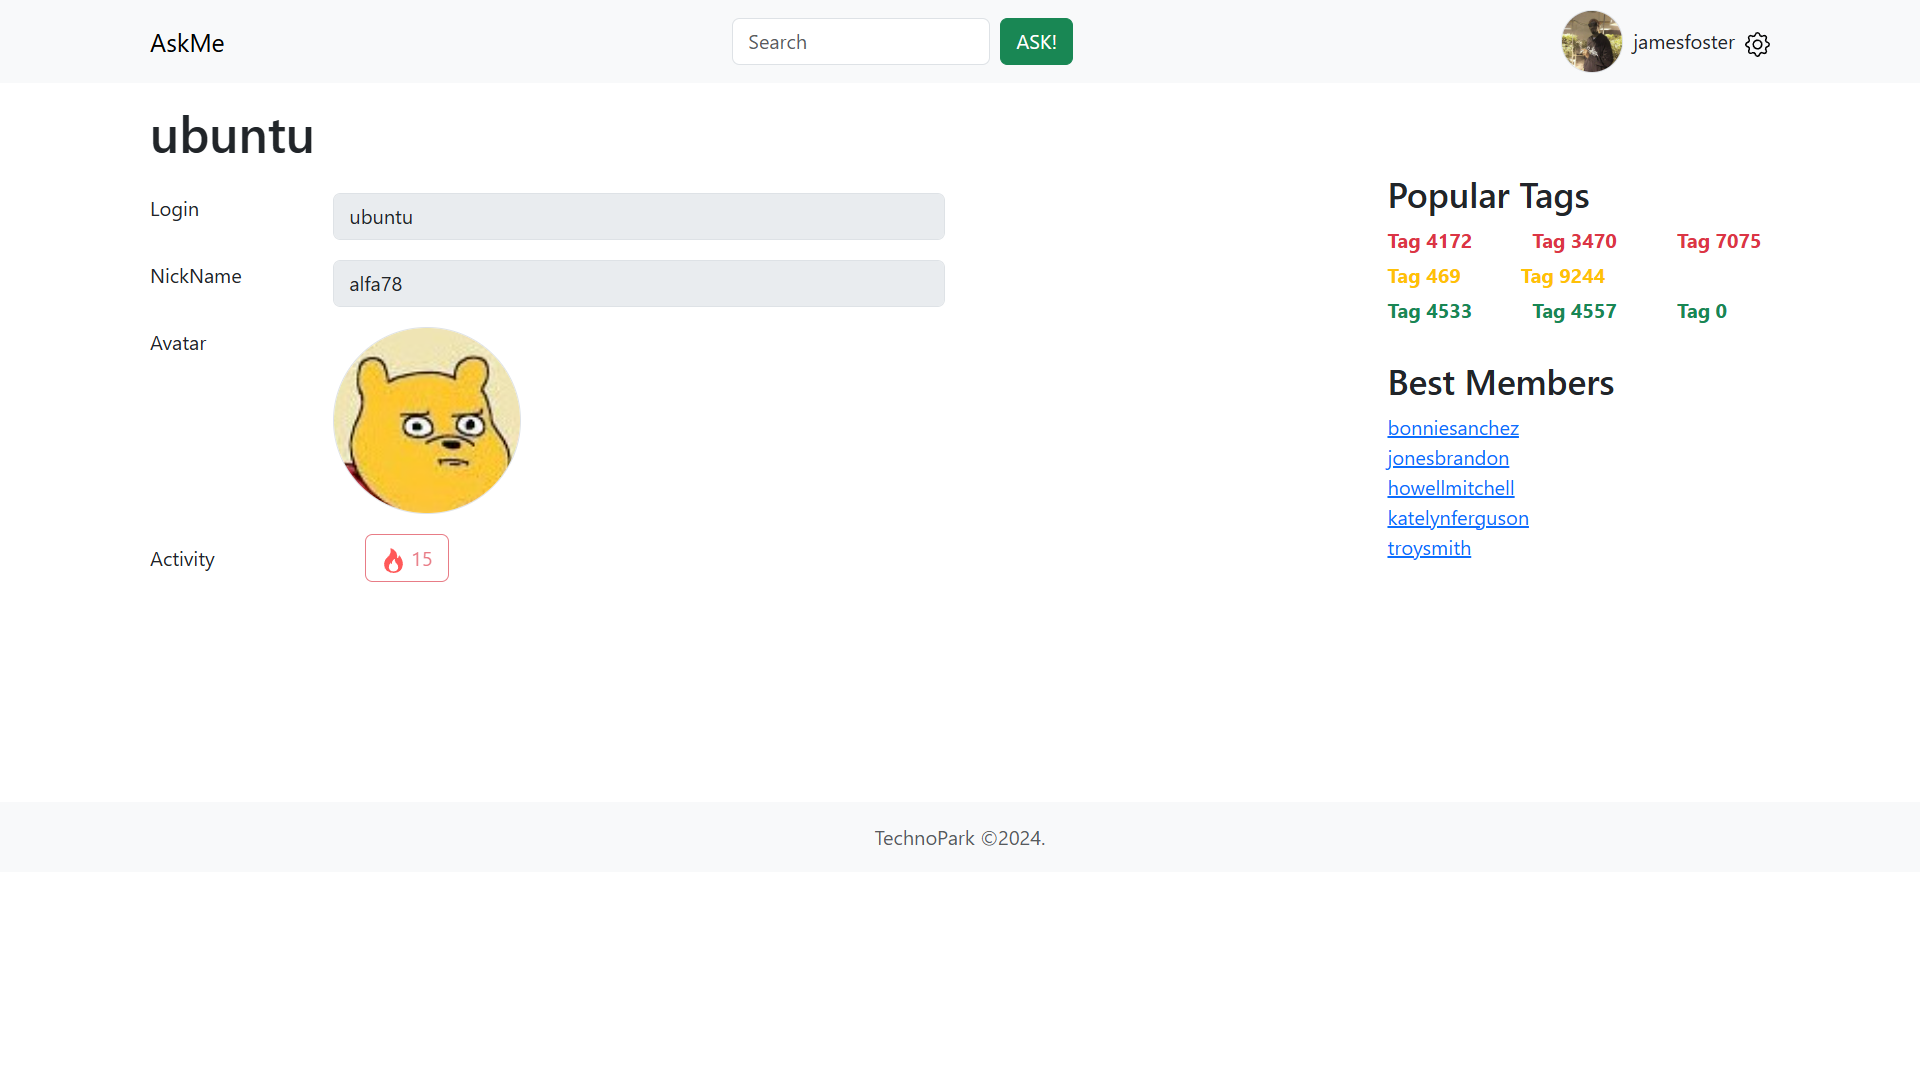 AskMe
Search
ASK!
jamesfoster
ubuntu
Login
ubuntu
NickName
alfa78
Avatar
Activity
15
Popular Tags
Tag 4172 Tag 3470 Tag 7075
Tag 469 Tag 9244
Tag 4533 Tag 4557 Tag 0
Best Members
bonniesanchez
jonesbrandon
howellmitchell
katelynferguson
troysmith
TechnoPark ©2024.